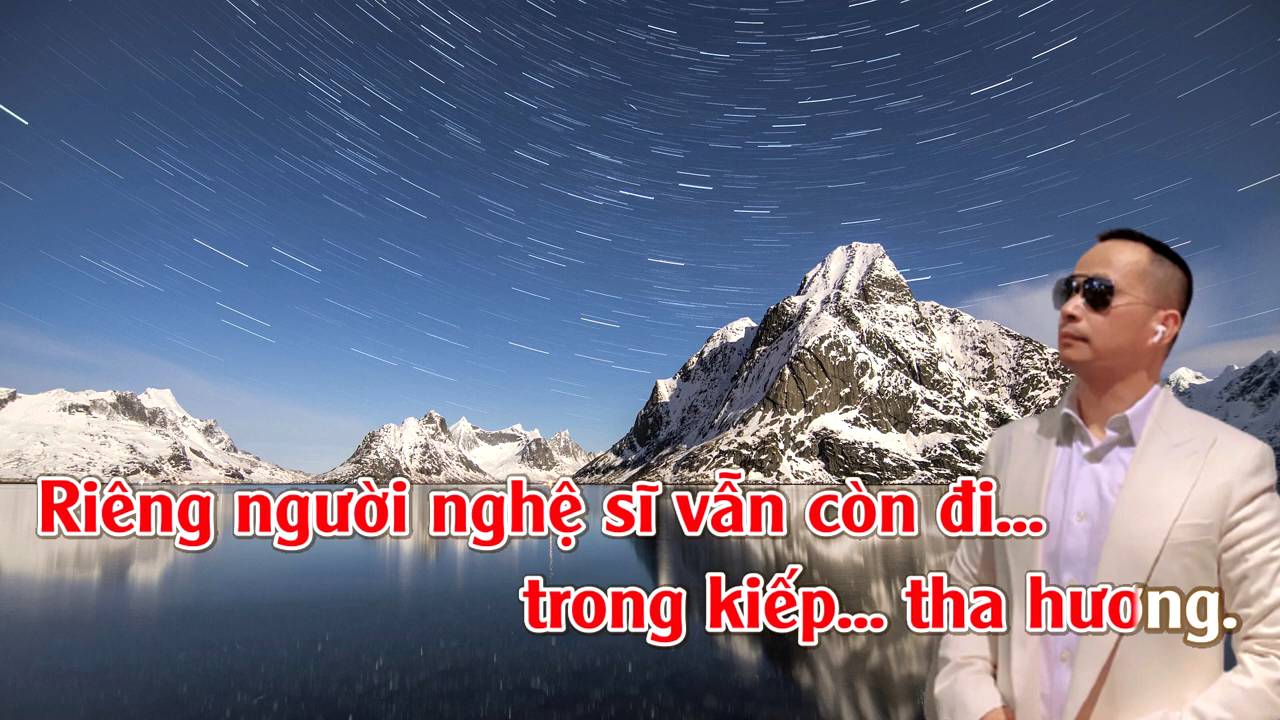 Riêng người nghệ sĩ vẫn còn đi...
trong kiếp... tha hương.